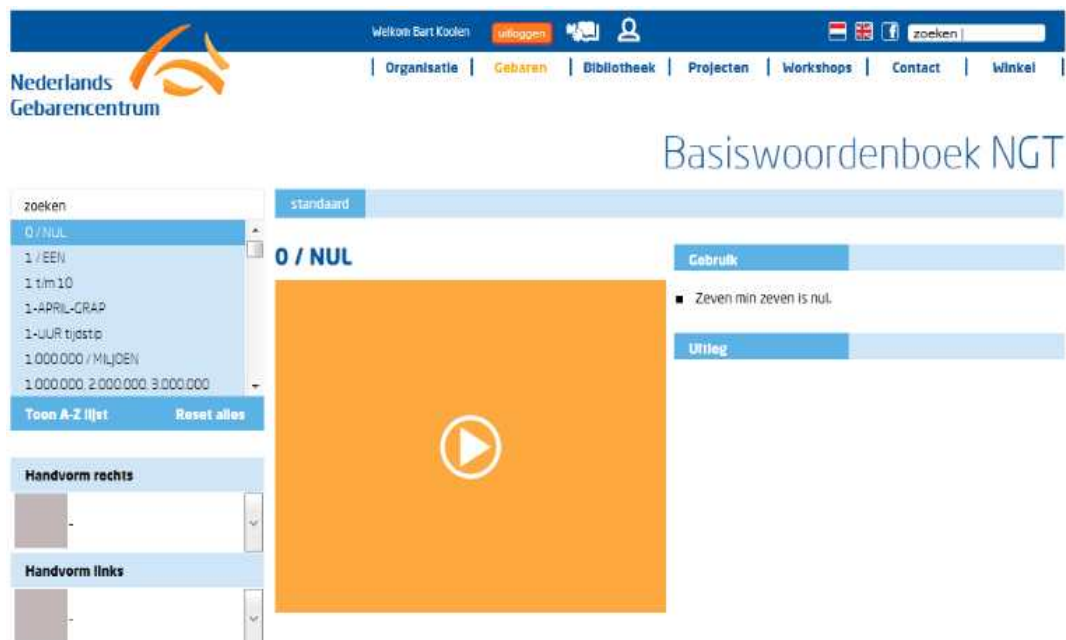 Welkom Bart Koolen uitloggen zoeken
Nederlands
Gebarencentrum
Organisatie Gebaren Bibliotheek Projecten Workshops Contact Winkel
Basiswoordenboek NGT
zoeken
0 / NUL
1 / EEN
1 t/m 10
1-APRIL-GRAP
1-UUR tijdstip
1.000.000 / MILJOEN
1.000.000, 2.000.000, 3.000.000
Toon A-Z lijst Reset alles
Handvorm rechts
-
Handvorm links
-
standaard
0 / NUL
Gebruik
Zeven min zeven is nul.
Uitleg